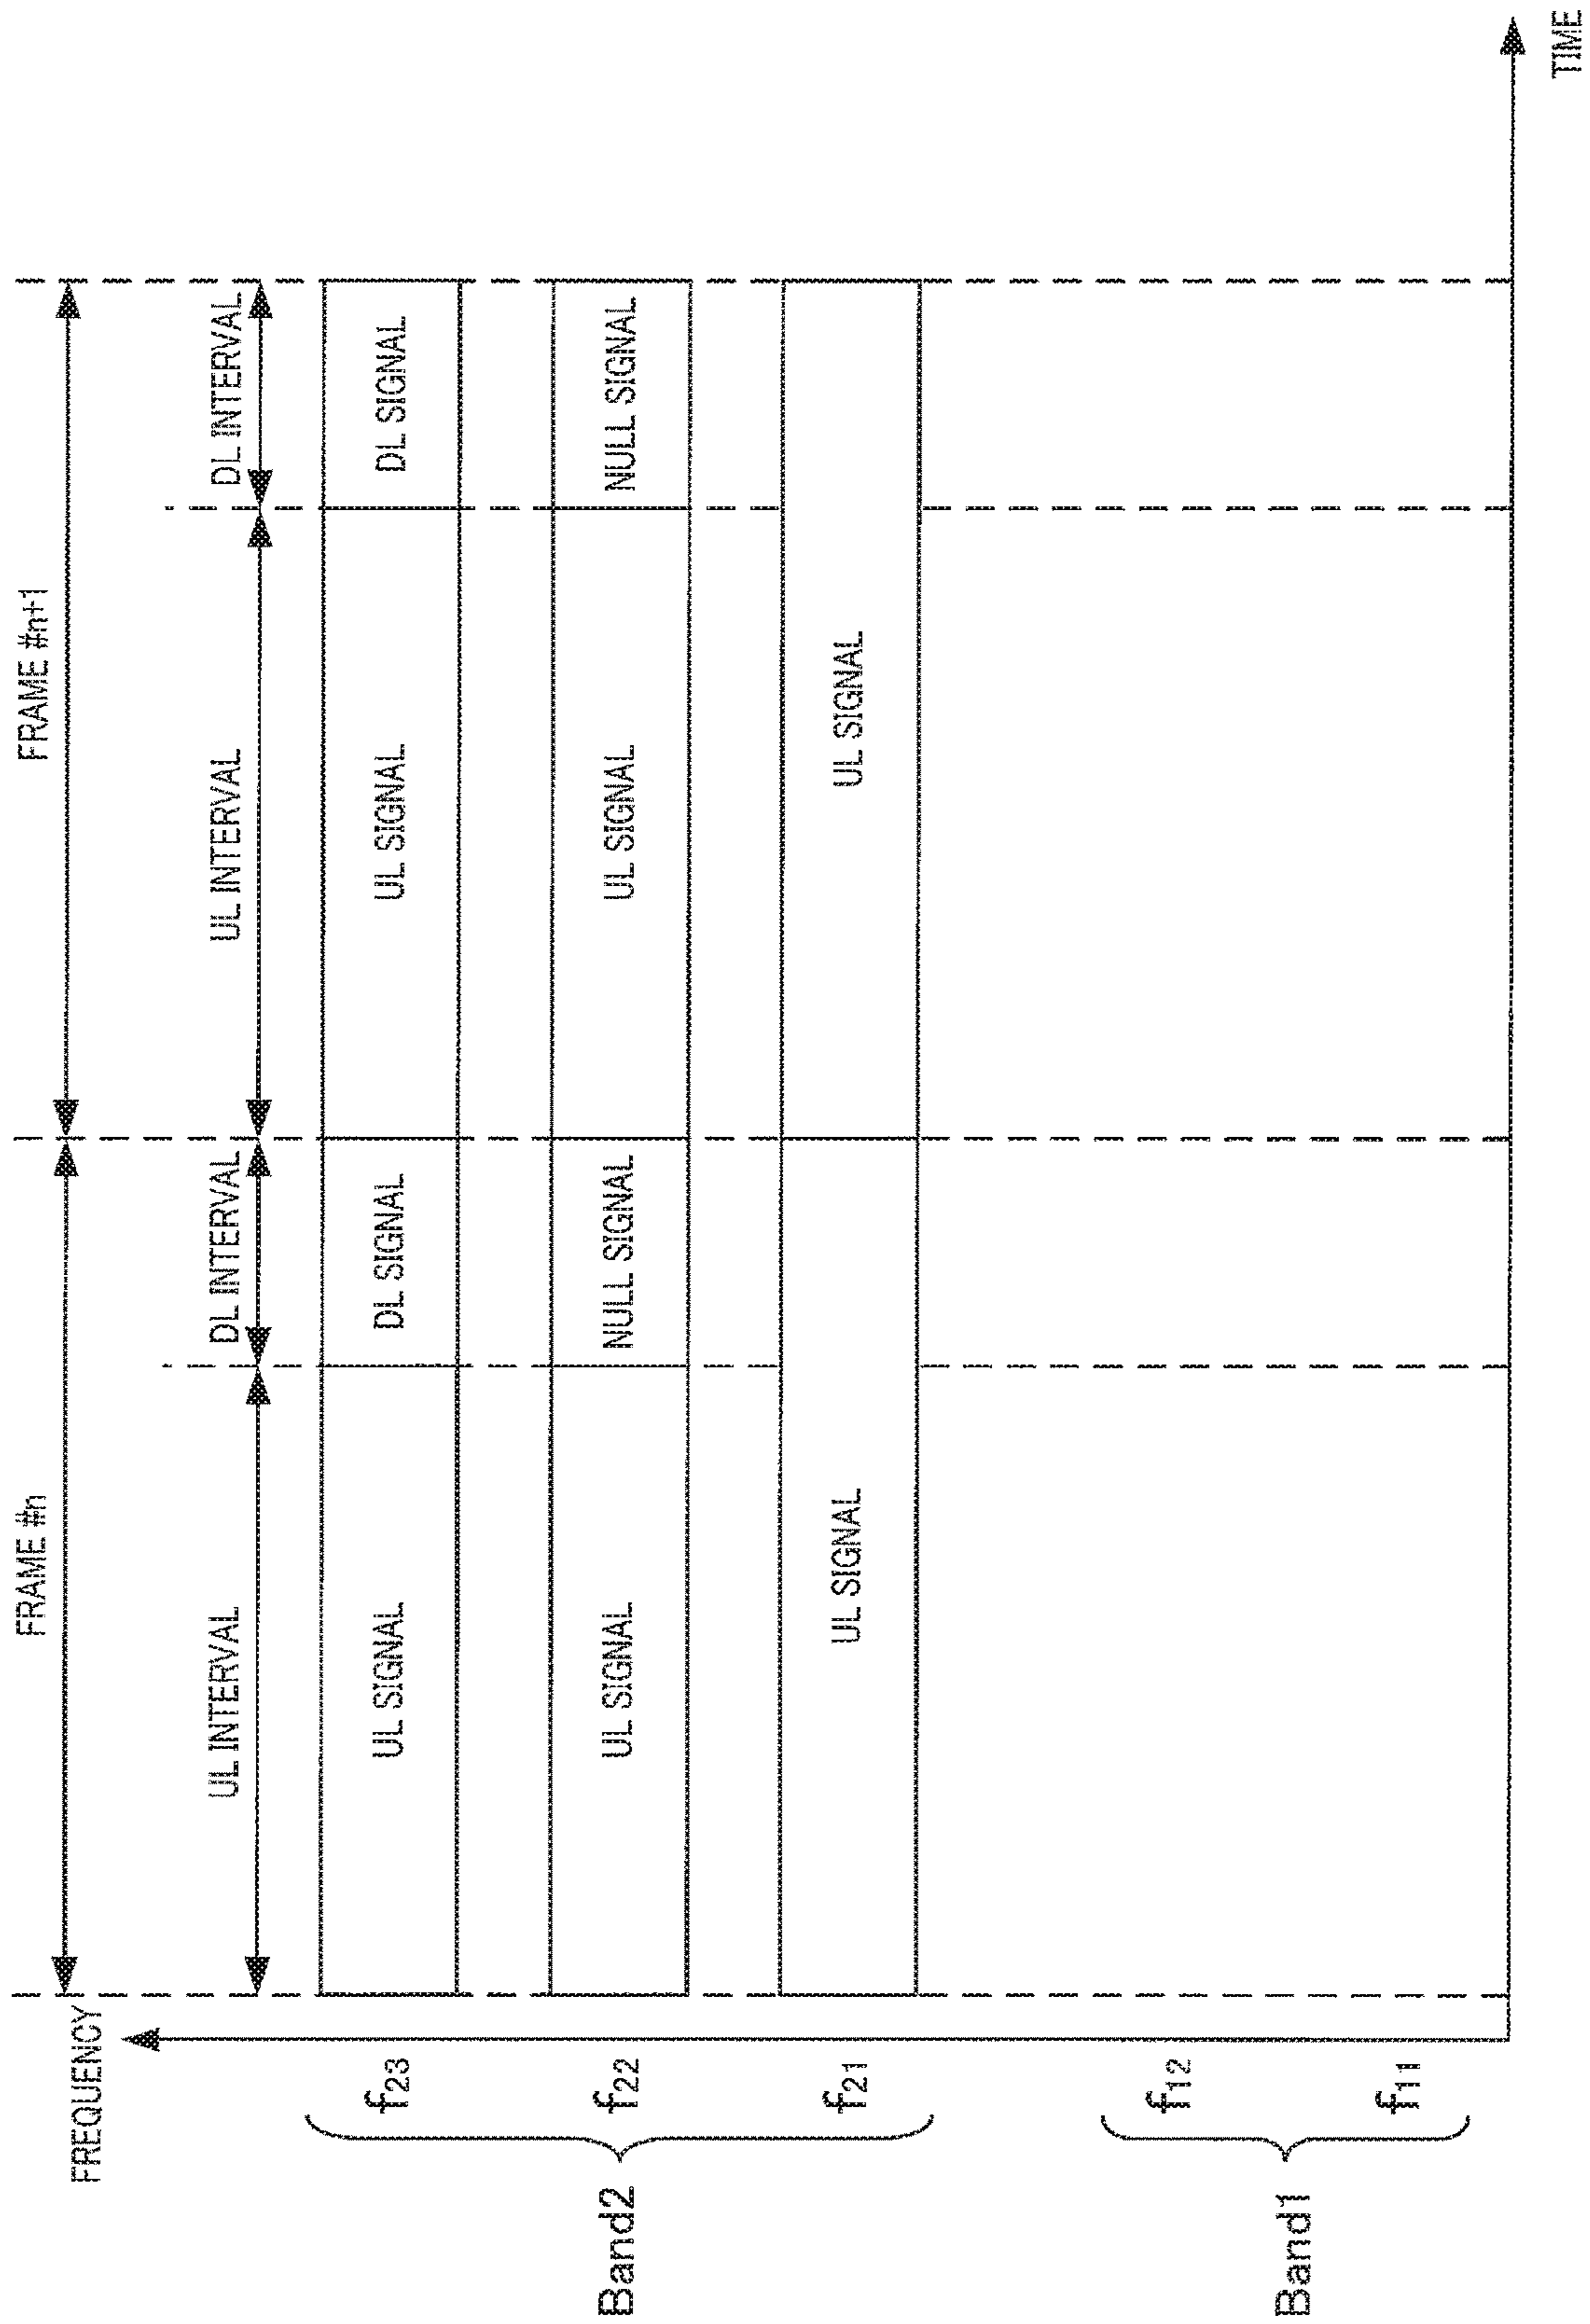 FREQUENCY
FRAME #n
FRAME #n+1
UL INTERVAL
DL INTERVAL
UL INTERVAL
DL INTERVAL
Band2
f23
UL SIGNAL
DL SIGNAL
UL SIGNAL
DL SIGNAL
f22
UL SIGNAL
NULL SIGNAL
UL SIGNAL
NULL SIGNAL
f21
UL SIGNAL
UL SIGNAL
Band1
f12
f11
TIME